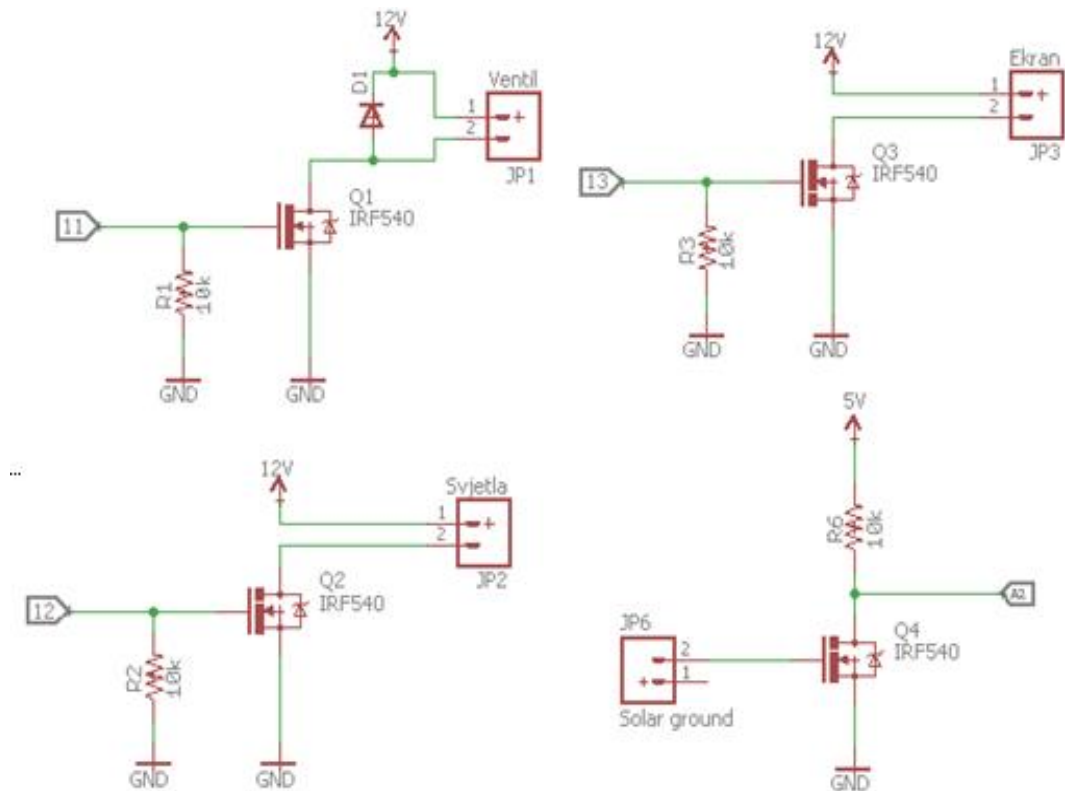 12V
D1
Ventil
1
+
2
JP1
Q1
IRF540
11
R1
10k
GND
GND
12V
Ekran
1
+
2
JP3
Q3
IRF540
13
R3
10k
GND
GND
...
12V
Svjetla
1
+
2
JP2
Q2
IRF540
12
R2
10k
GND
GND
5V
R6
10k
A2
Q4
IRF540
JP6
2
+
1
Solar ground
GND